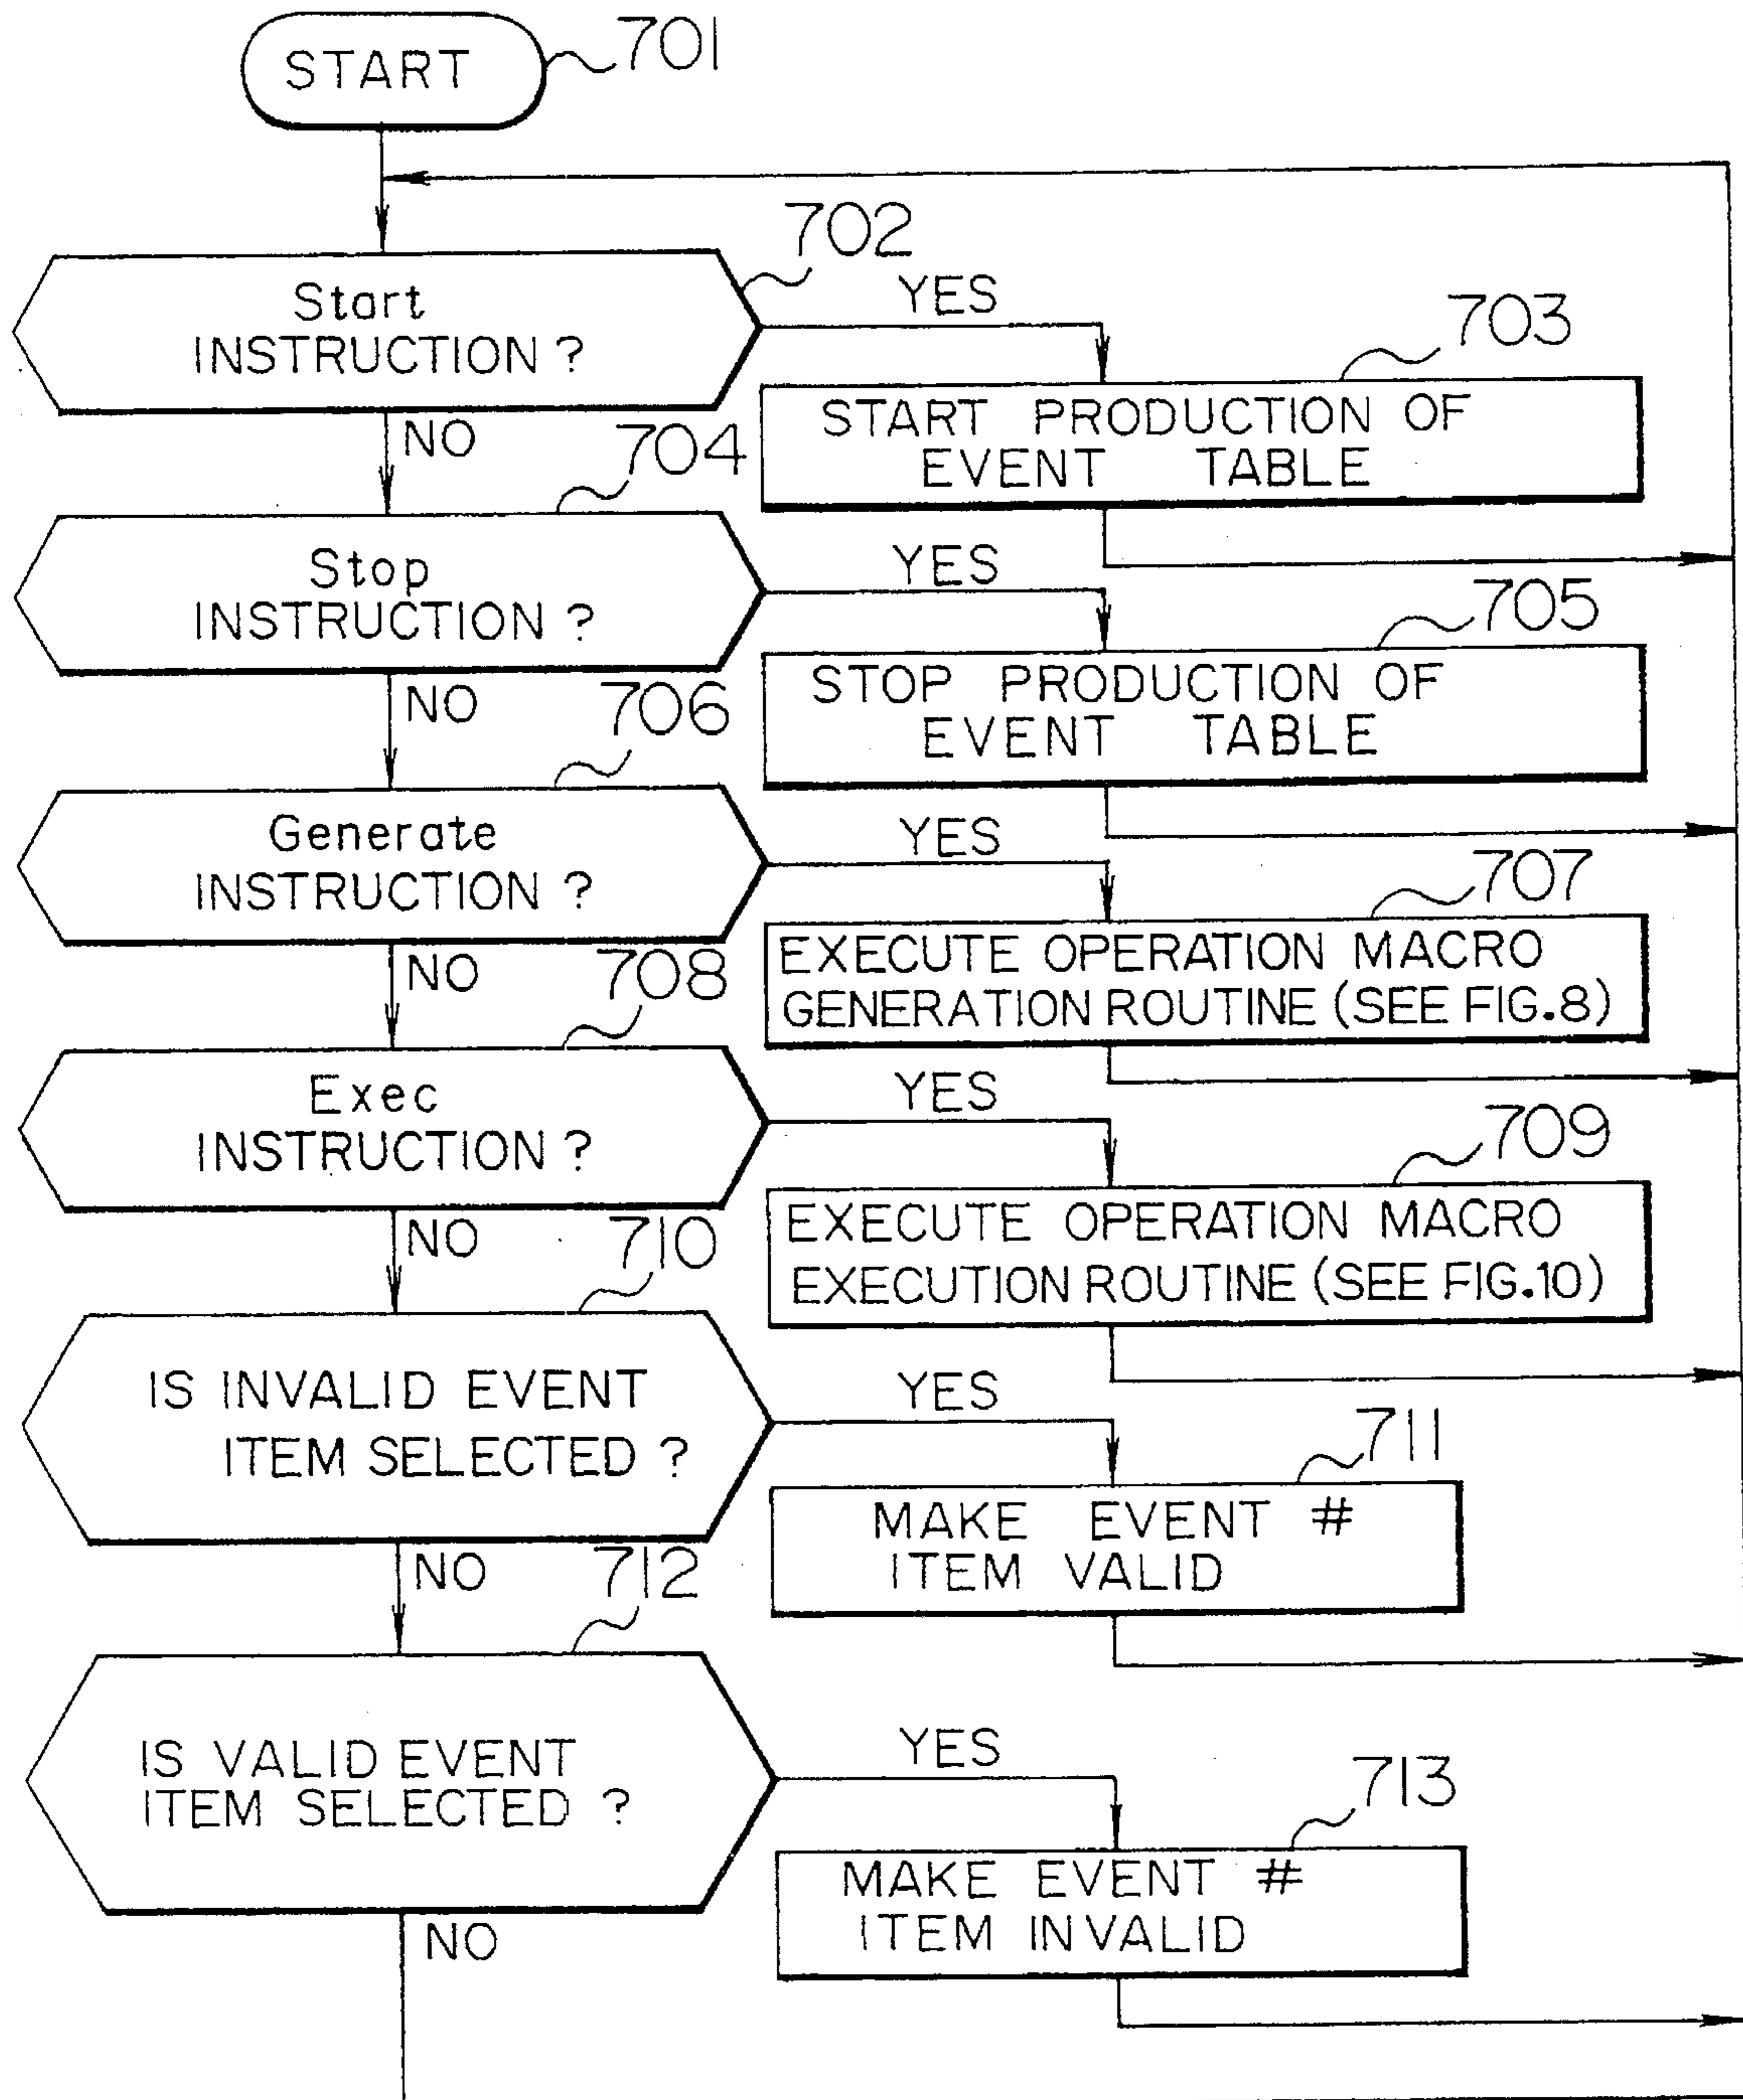 START
701
702
Start
INSTRUCTION ?
YES
703
START PRODUCTION OF
EVENT TABLE
NO
704
Stop
INSTRUCTION ?
YES
705
STOP PRODUCTION OF
EVENT TABLE
NO
706
Generate
INSTRUCTION ?
YES
707
EXECUTE OPERATION MACRO
GENERATION ROUTINE (SEE FIG.8)
NO
708
Exec
INSTRUCTION ?
YES
709
EXECUTE OPERATION MACRO
EXECUTION ROUTINE (SEE FIG.10)
NO
710
IS INVALID EVENT
ITEM SELECTED ?
YES
711
MAKE EVENT #
ITEM VALID
NO
712
IS VALID EVENT
ITEM SELECTED ?
YES
713
MAKE EVENT #
ITEM INVALID
NO